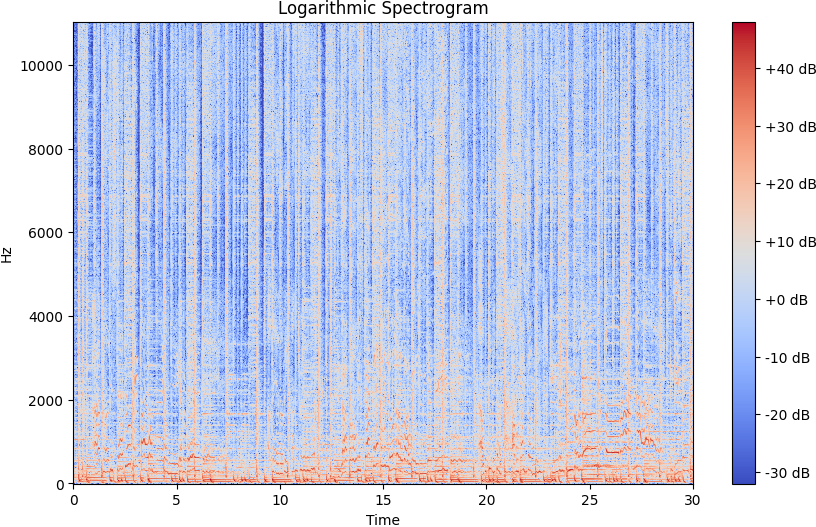 Logarithmic Spectrogram
Hz
10000
8000
6000
4000
2000
0
0 5 10 15 20 25 30
Time
+40 dB
+30 dB
+20 dB
+10 dB
+0 dB
-10 dB
-20 dB
-30 dB